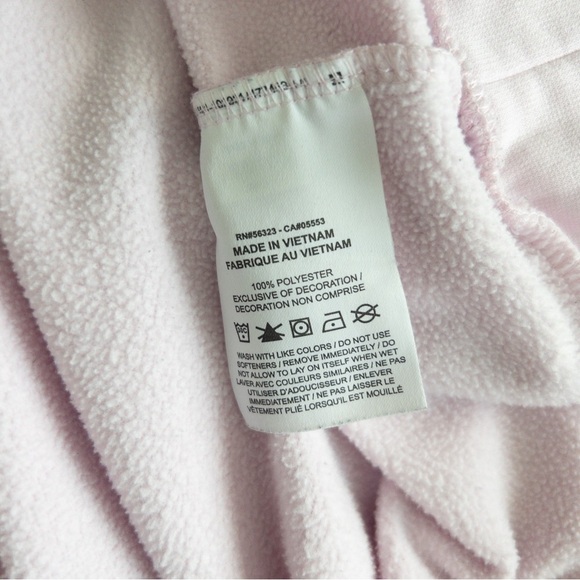 RN#56323 - CA#05553
MADE IN VIETNAM
FABRIQUE AU VIETNAM
100% POLYESTER
EXCLUSIVE OF DECORATION /
DECORATION NON COMPRISE
WASH WITH LIKE COLORS / DO NOT USE
SOFTENERS / REMOVE IMMEDIATELY / DO
NOT ALLOW TO LAY ON ITSELF WHEN WET
LAVER AVEC COULEURS SIMILAIRES / NE PAS
UTILISER D'ADOUCISSEUR / ENLEVER
IMMEDIATEMENT / NE PAS LAISSER LE
VÊTEMENT PLIÉ LORSQU'IL EST MOUILLÉ